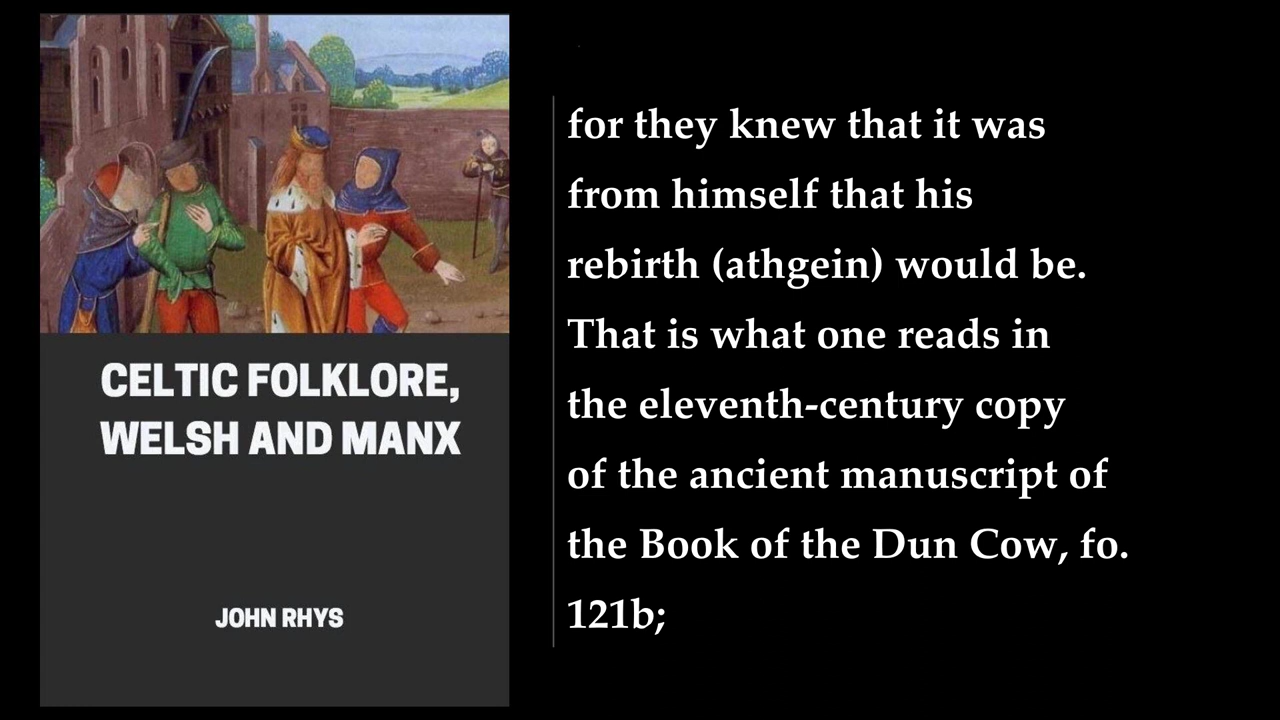 CELTIC FOLKLORE,
WELSH AND MANX
JOHN RHYS
for they knew that it was
from himself that his
rebirth (athgein) would be.
That is what one reads in
the eleventh-century copy
of the ancient manuscript of
the Book of the Dun Cow, fo.
121b;